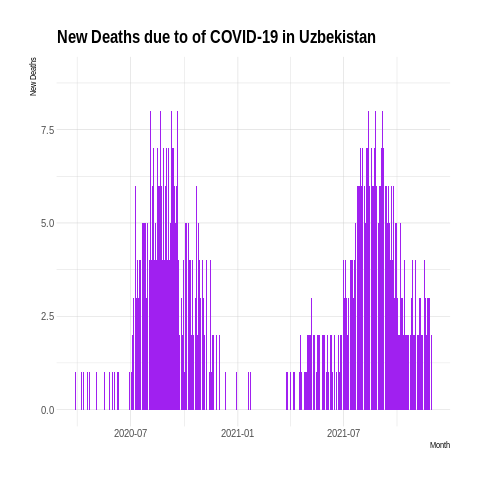 New Deaths due to of COVID-19 in Uzbekistan
New Deaths
7.5
5.0
2.5
0.0
2020-07 2021-01 2021-07
Month